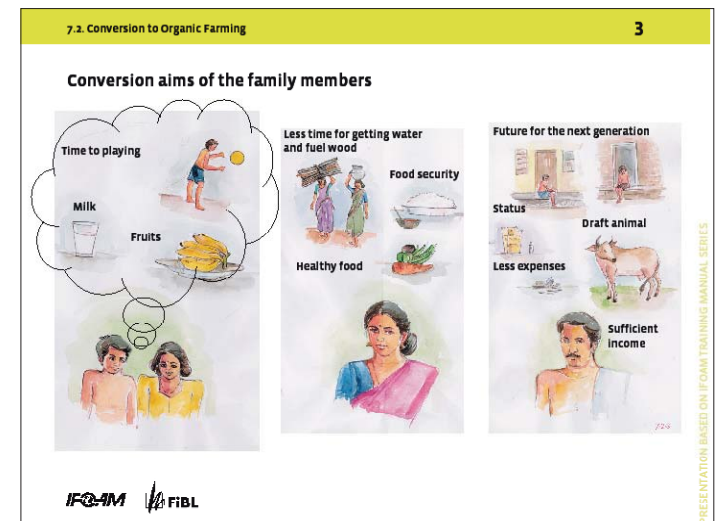 7.2. Conversion to Organic Farming
3
Conversion aims of the family members
Time to playing
Milk
Fruits
Less time for getting water
and fuel wood
Food security
Healthy food
Future for the next generation
Status
Draft animal
Less expenses
Sufficient
income
7.2.4
IFOAM
FiBL
PRESENTATION BASED ON IFOAM TRAINING MANUAL SERIES